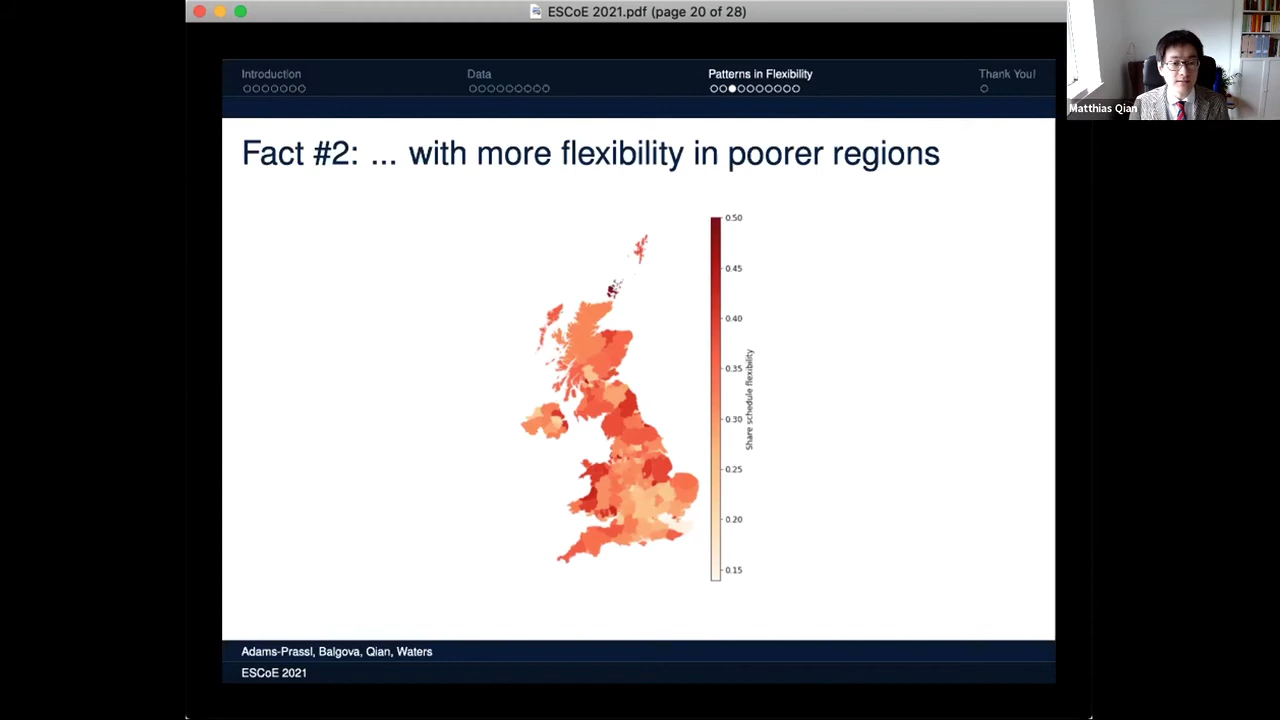 ESCoE 2021.pdf (page 20 of 28)
Introduction
Data
Patterns in Flexibility
Thank You!
Matthias Qian
Fact #2: ... with more flexibility in poorer regions
0.50
0.45
0.40
0.35
0.30
0.25
0.20
0.15
Share schedule flexibility
Adams-Prassl, Balgova, Qian, Waters
ESCoE 2021